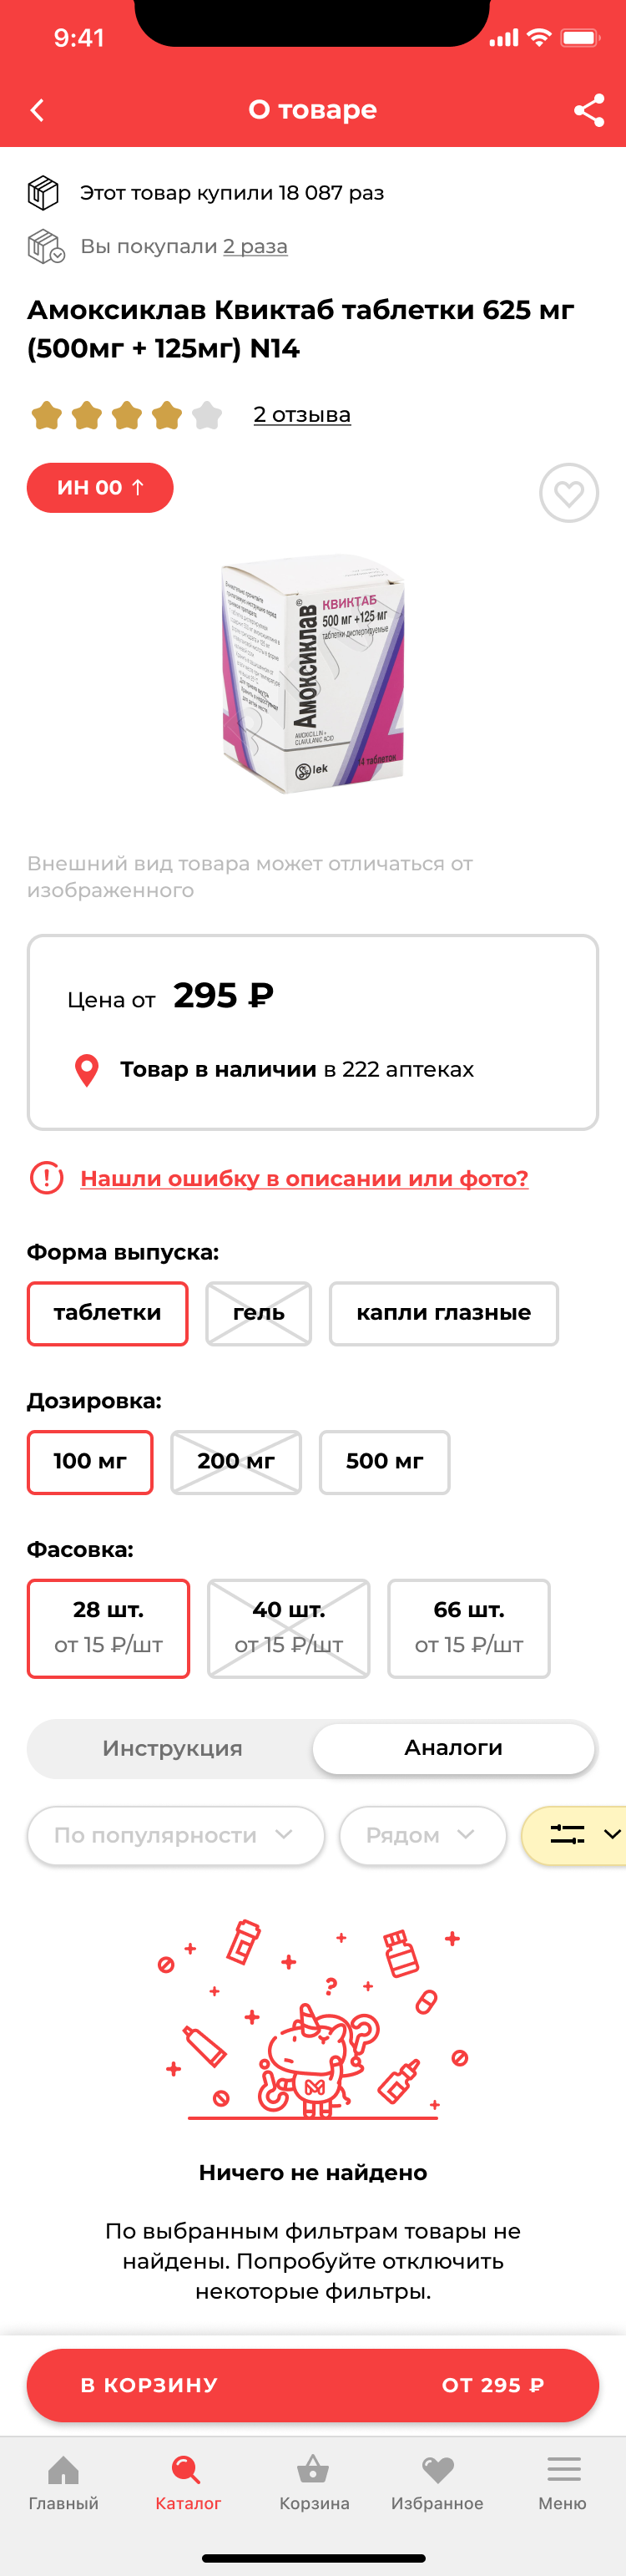 9:41
О товаре
Этот товар купили 18 087 раз
Вы покупали 2 раза
Амоксиклав Квиктаб таблетки 625 мг
(500мг + 125мг) N14
2 отзыва
ИН 00 ↑
КВИКТАБ
500 мг +125 мг
таблетки диспергируемые
Амоксиклав®
AMOXICILLIN +
CLAVULANIC ACID
lek
14 таблеток
Внешний вид товара может отличаться от
изображенного
Цена от 295 ₽
Товар в наличии в 222 аптеках
Нашли ошибку в описании или фото?
Форма выпуска:
таблетки гель капли глазные
Дозировка:
100 мг 200 мг 500 мг
Фасовка:
28 шт. 40 шт. 66 шт.
от 15 ₽/шт от 15 ₽/шт от 15 ₽/шт
Инструкция Аналоги
По популярности Рядом
?
Ничего не найдено
По выбранным фильтрам товары не
найдены. Попробуйте отключить
некоторые фильтры.
В КОРЗИНУ ОТ 295 ₽
Главный Каталог Корзина Избранное Меню